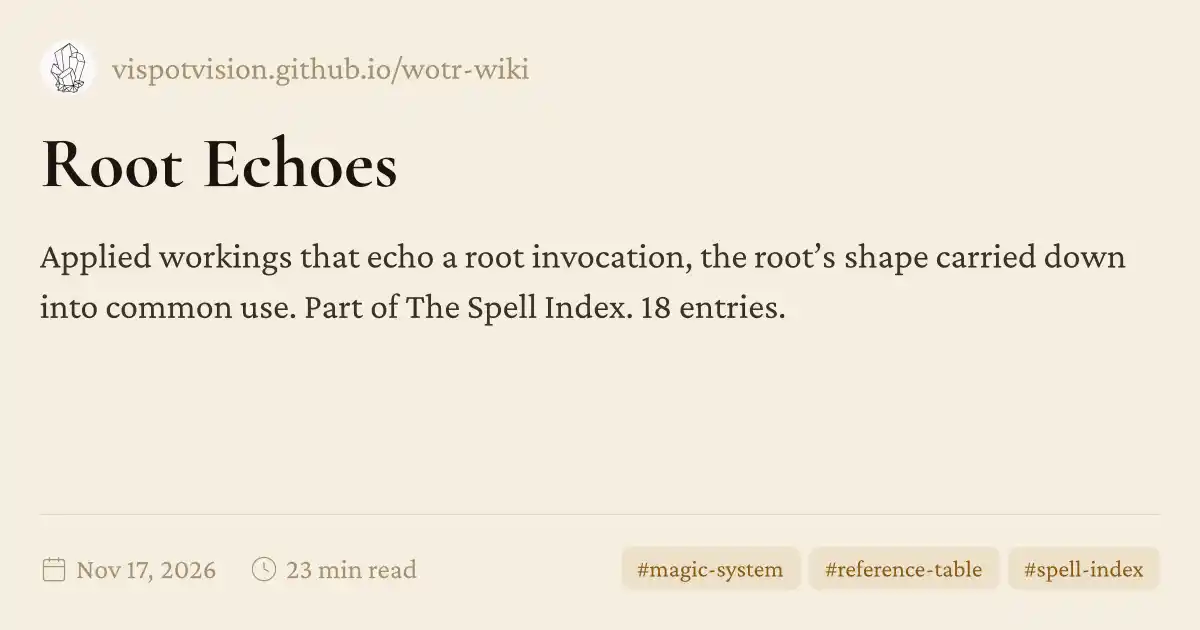 vispotvision.github.io/wotr-wiki
Root Echoes
Applied workings that echo a root invocation, the root’s shape carried down
into common use. Part of The Spell Index. 18 entries.
Nov 17, 2026 23 min read #magic-system #reference-table #spell-index